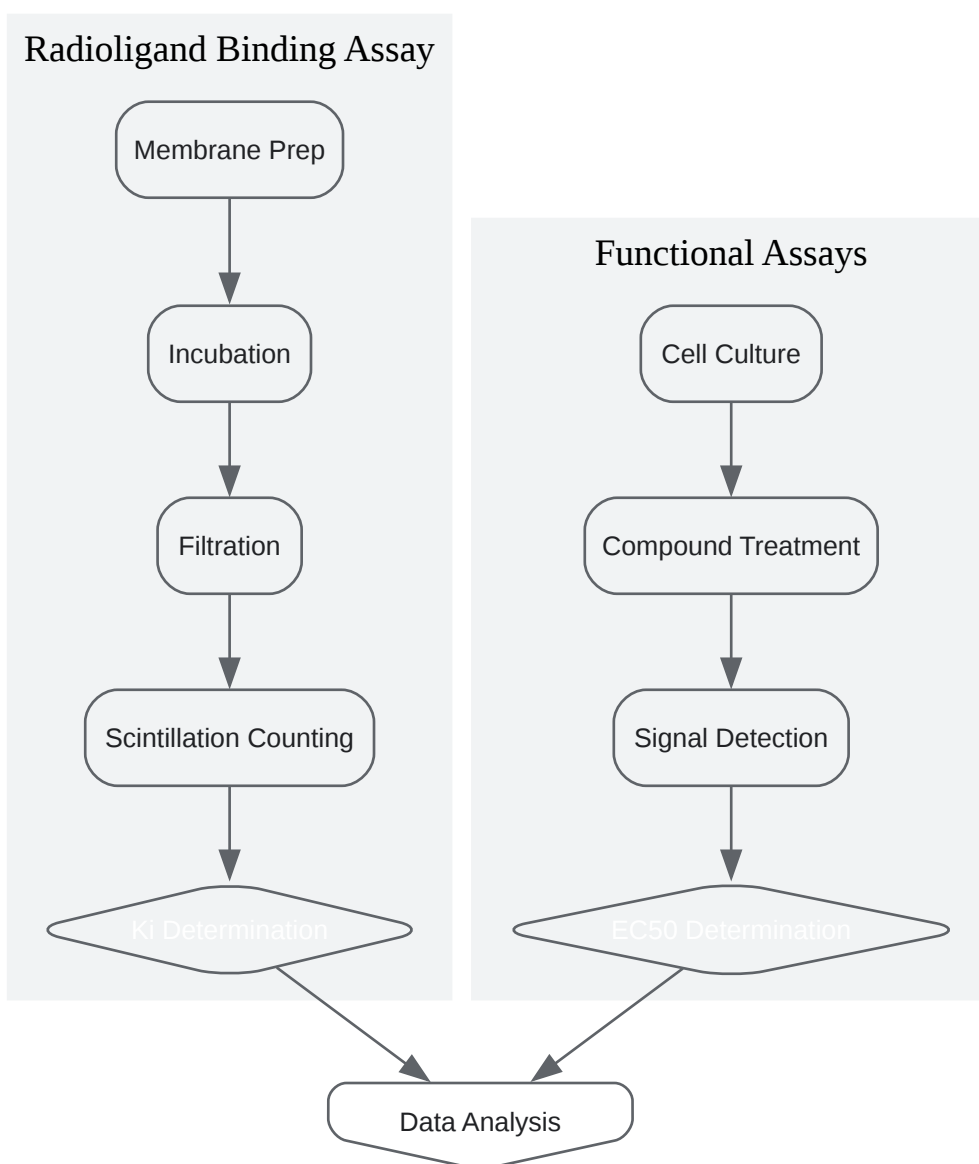 Radioligand Binding Assay
Membrane Prep
Incubation
Filtration
Scintillation Counting
Ki Determination
Functional Assays
Cell Culture
Compound Treatment
Signal Detection
EC50 Determination
Data Analysis